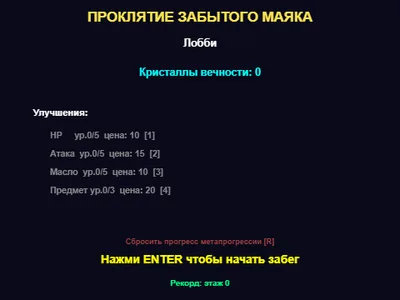 ПРОКЛЯТИЕ ЗАБЫТОГО МАЯКА
Лобби
Кристаллы вечности: 0
Улучшения:
HP ур.0/5 цена: 10 [1]
Атака ур.0/5 цена: 15 [2]
Масло ур.0/5 цена: 10 [3]
Предмет ур.0/3 цена: 20 [4]
Сбросить прогресс метапрогрессии [R]
Нажми ENTER чтобы начать забег
Рекорд: этаж 0